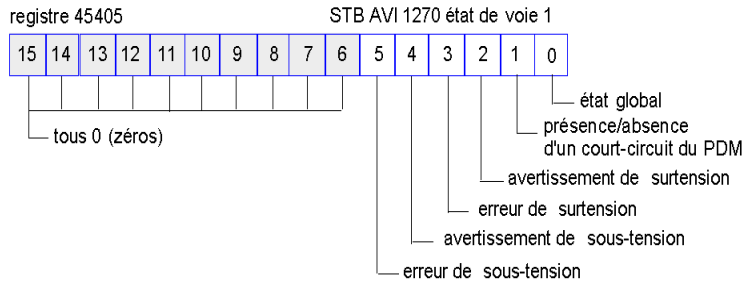 registre 45405
STB AVI 1270 état de voie 1
15 14 13 12 11 10 9 8 7 6 5 4 3 2 1 0
état global
tous 0 (zéros)
présence/absence
d'un court-circuit du PDM
avertissement de surtension
erreur de surtension
avertissement de sous-tension
erreur de sous-tension